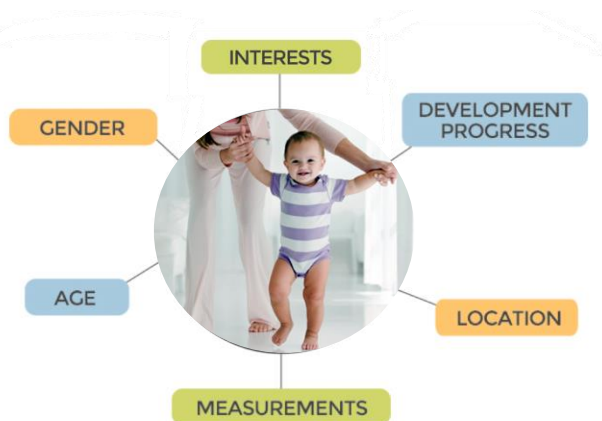 INTERESTS
GENDER
DEVELOPMENT
PROGRESS
AGE
LOCATION
MEASUREMENTS